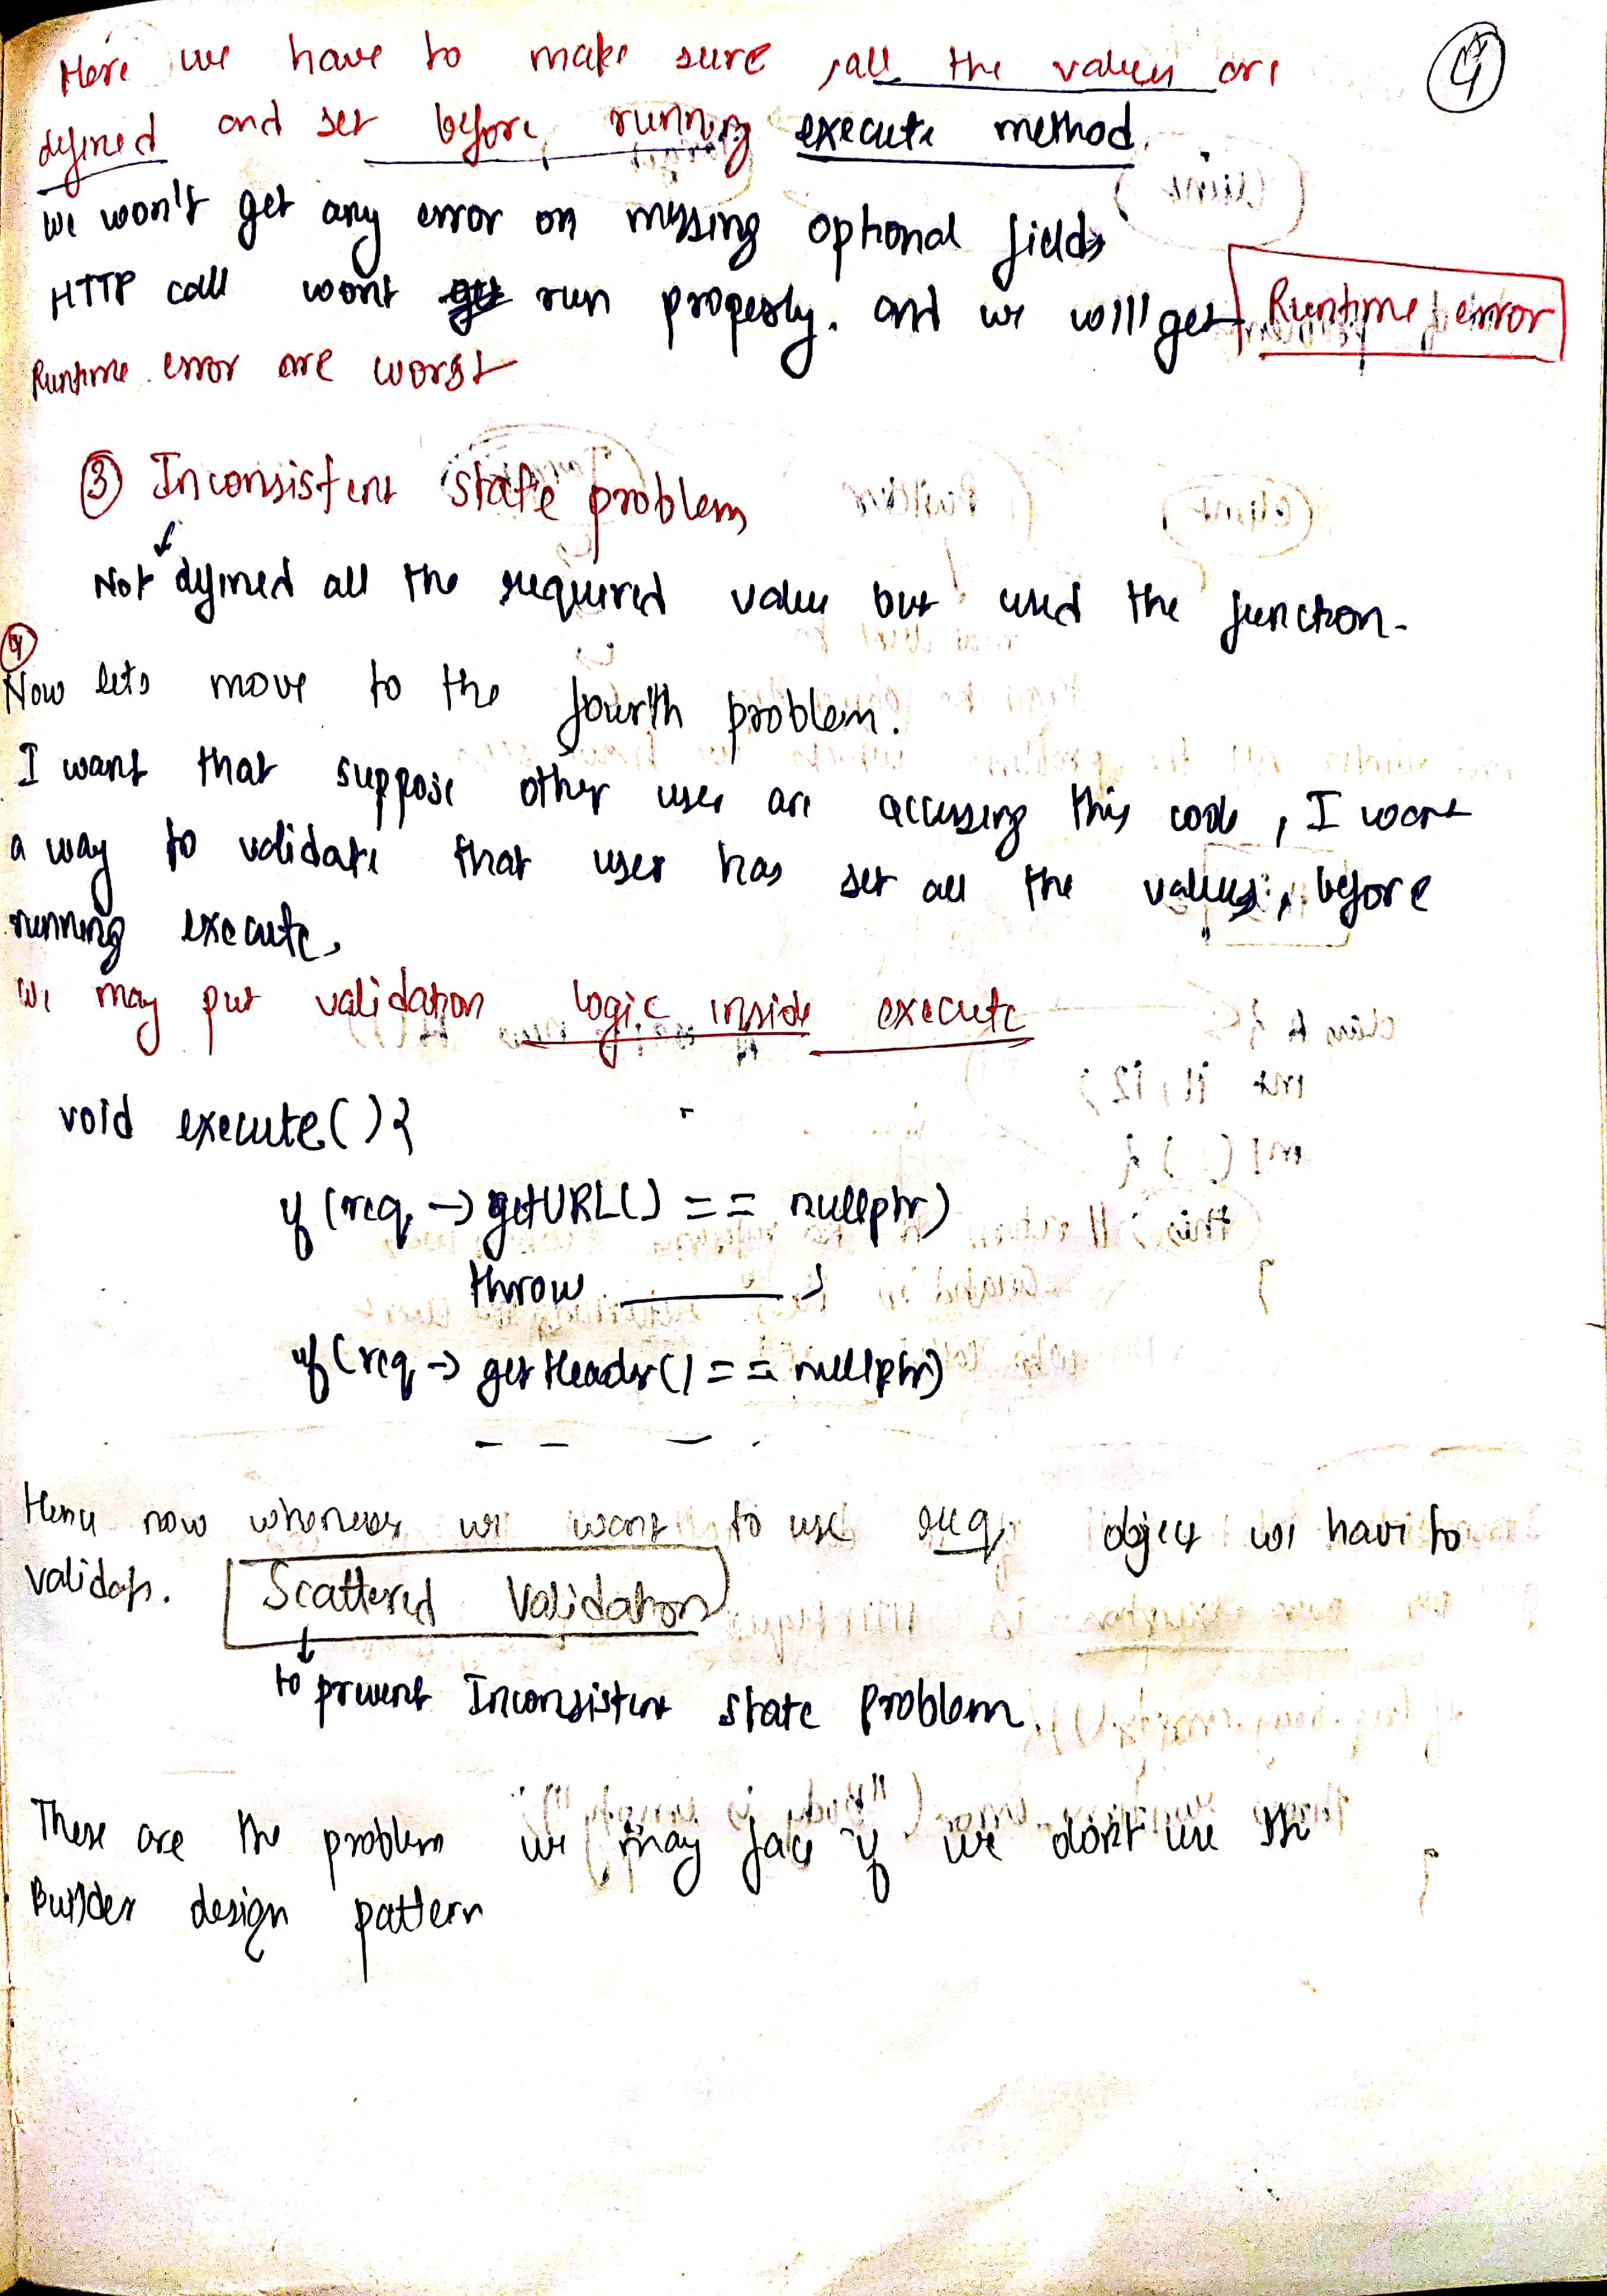 4
Here we have to make sure, all the values are
defined and set before running execute method.
We won't get any error on missing optional fields
HTTP call wont run properly. and we will get Runtime error
Runtime error are worst
③ Inconsistent state problem
Not defined all the required value but used the function.
④
Now lets move to the fourth problem.
I want that suppose other user are accessing this code, I want
a way to validate that user has set all the values, before
running execute.
We may put validation logic inside execute
void execute(){
if (req -> getURL() == nullptr)
throw ______;
if (req -> getHeader() == nullptr)
– – – .
Hence now whenever we want to use req object we have to
validate. Scattered Validation
to prevent Inconsistent state Problem
These are the problem we may face if we don't use the
Builder design pattern